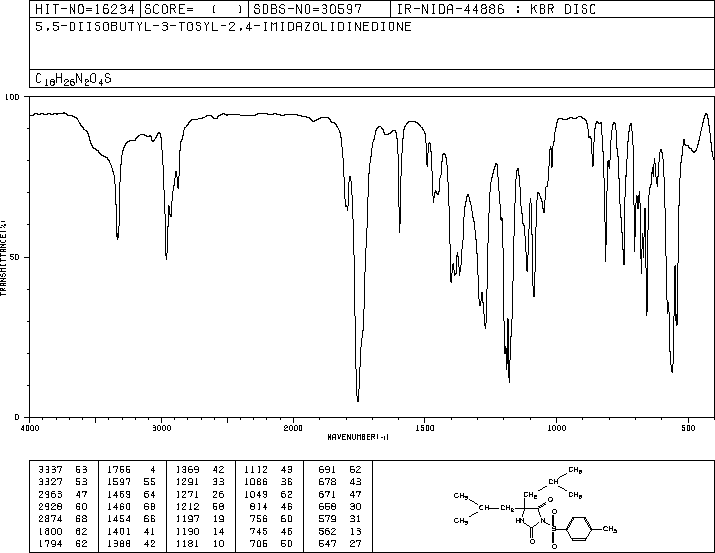 HIT-NO=16234 SCORE= ( ) SDBS-NO=30597 IR-NIDA-44886 : KBR DISC
5,5-DIISOBUTYL-3-TOSYL-2,4-IMIDAZOLIDINEDIONE
C18H26N2O4S
100
50
0
TRANSMITTANCE(%)
4000 3000 2000 1500 1000 500
WAVENUMBER(-1)
3337 53 1766 4 1369 42 1112 43 691 52
3327 53 1597 55 1291 33 1086 36 678 43
2963 47 1469 64 1271 26 1049 62 671 47
2928 60 1460 68 1212 60 814 46 658 30
2874 68 1454 66 1197 19 756 60 579 31
1800 62 1401 41 1190 14 745 46 562 13
1794 62 1388 42 1181 10 706 50 547 27
CH3
CH3
CH2
CH3
CH3
CH2
O
O
HN
N
S
CH3
O
O